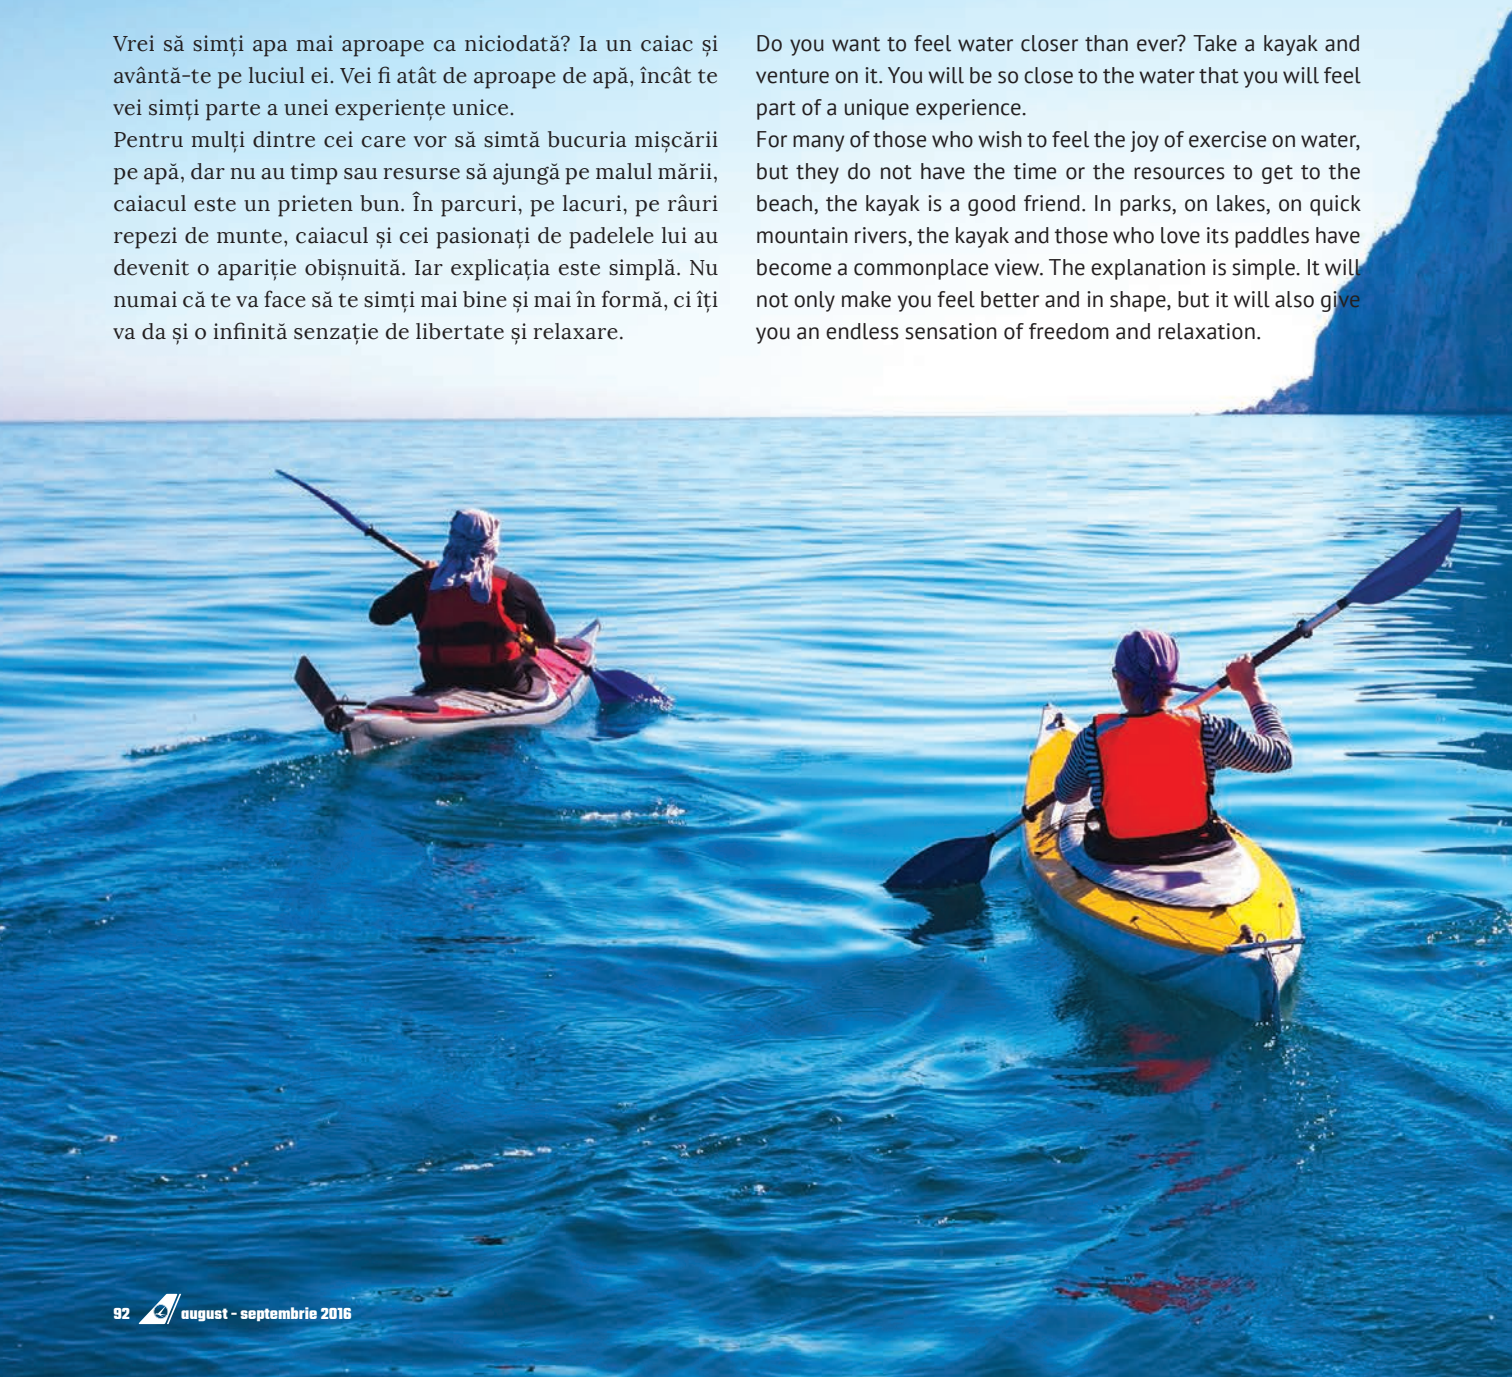 Vrei să simți apa mai aproape ca niciodată? Ia un caiac și
avântă-te pe luciul ei. Vei fi atât de aproape de apă, încât te
vei simți parte a unei experiențe unice.
Pentru mulți dintre cei care vor să simtă bucuria mișcării
pe apă, dar nu au timp sau resurse să ajungă pe malul mării,
caiacul este un prieten bun. În parcuri, pe lacuri, pe râuri
repezi de munte, caiacul și cei pasionați de padelele lui au
devenit o apariție obișnuită. Iar explicația este simplă. Nu
numai că te va face să te simți mai bine și mai în formă, ci îți
va da și o infinită senzație de libertate și relaxare.
Do you want to feel water closer than ever? Take a kayak and
venture on it. You will be so close to the water that you will feel
part of a unique experience.
For many of those who wish to feel the joy of exercise on water,
but they do not have the time or the resources to get to the
beach, the kayak is a good friend. In parks, on lakes, on quick
mountain rivers, the kayak and those who love its paddles have
become a commonplace view. The explanation is simple. It will
not only make you feel better and in shape, but it will also give
you an endless sensation of freedom and relaxation.
92 august - septembrie 2016